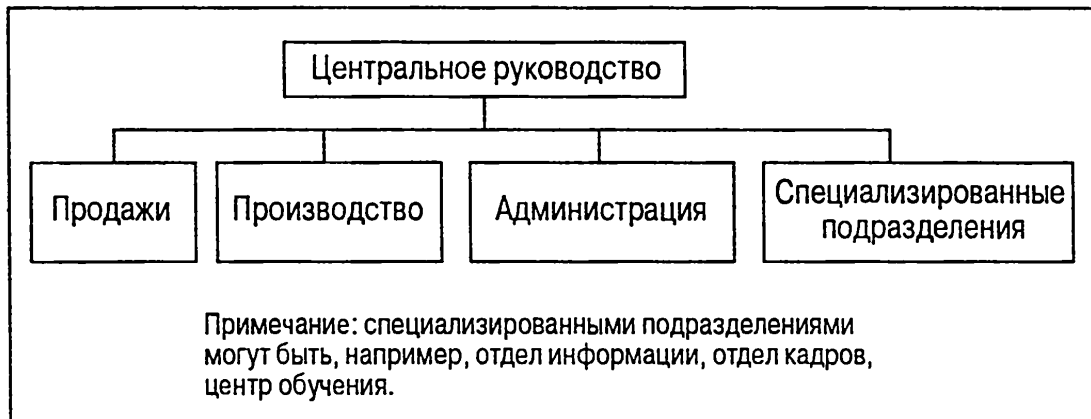 Центральное руководство
Продажи
Производство
Администрация
Специализированные
подразделения
Примечание: специализированными подразделениями
могут быть, например, отдел информации, отдел кадров,
центр обучения.